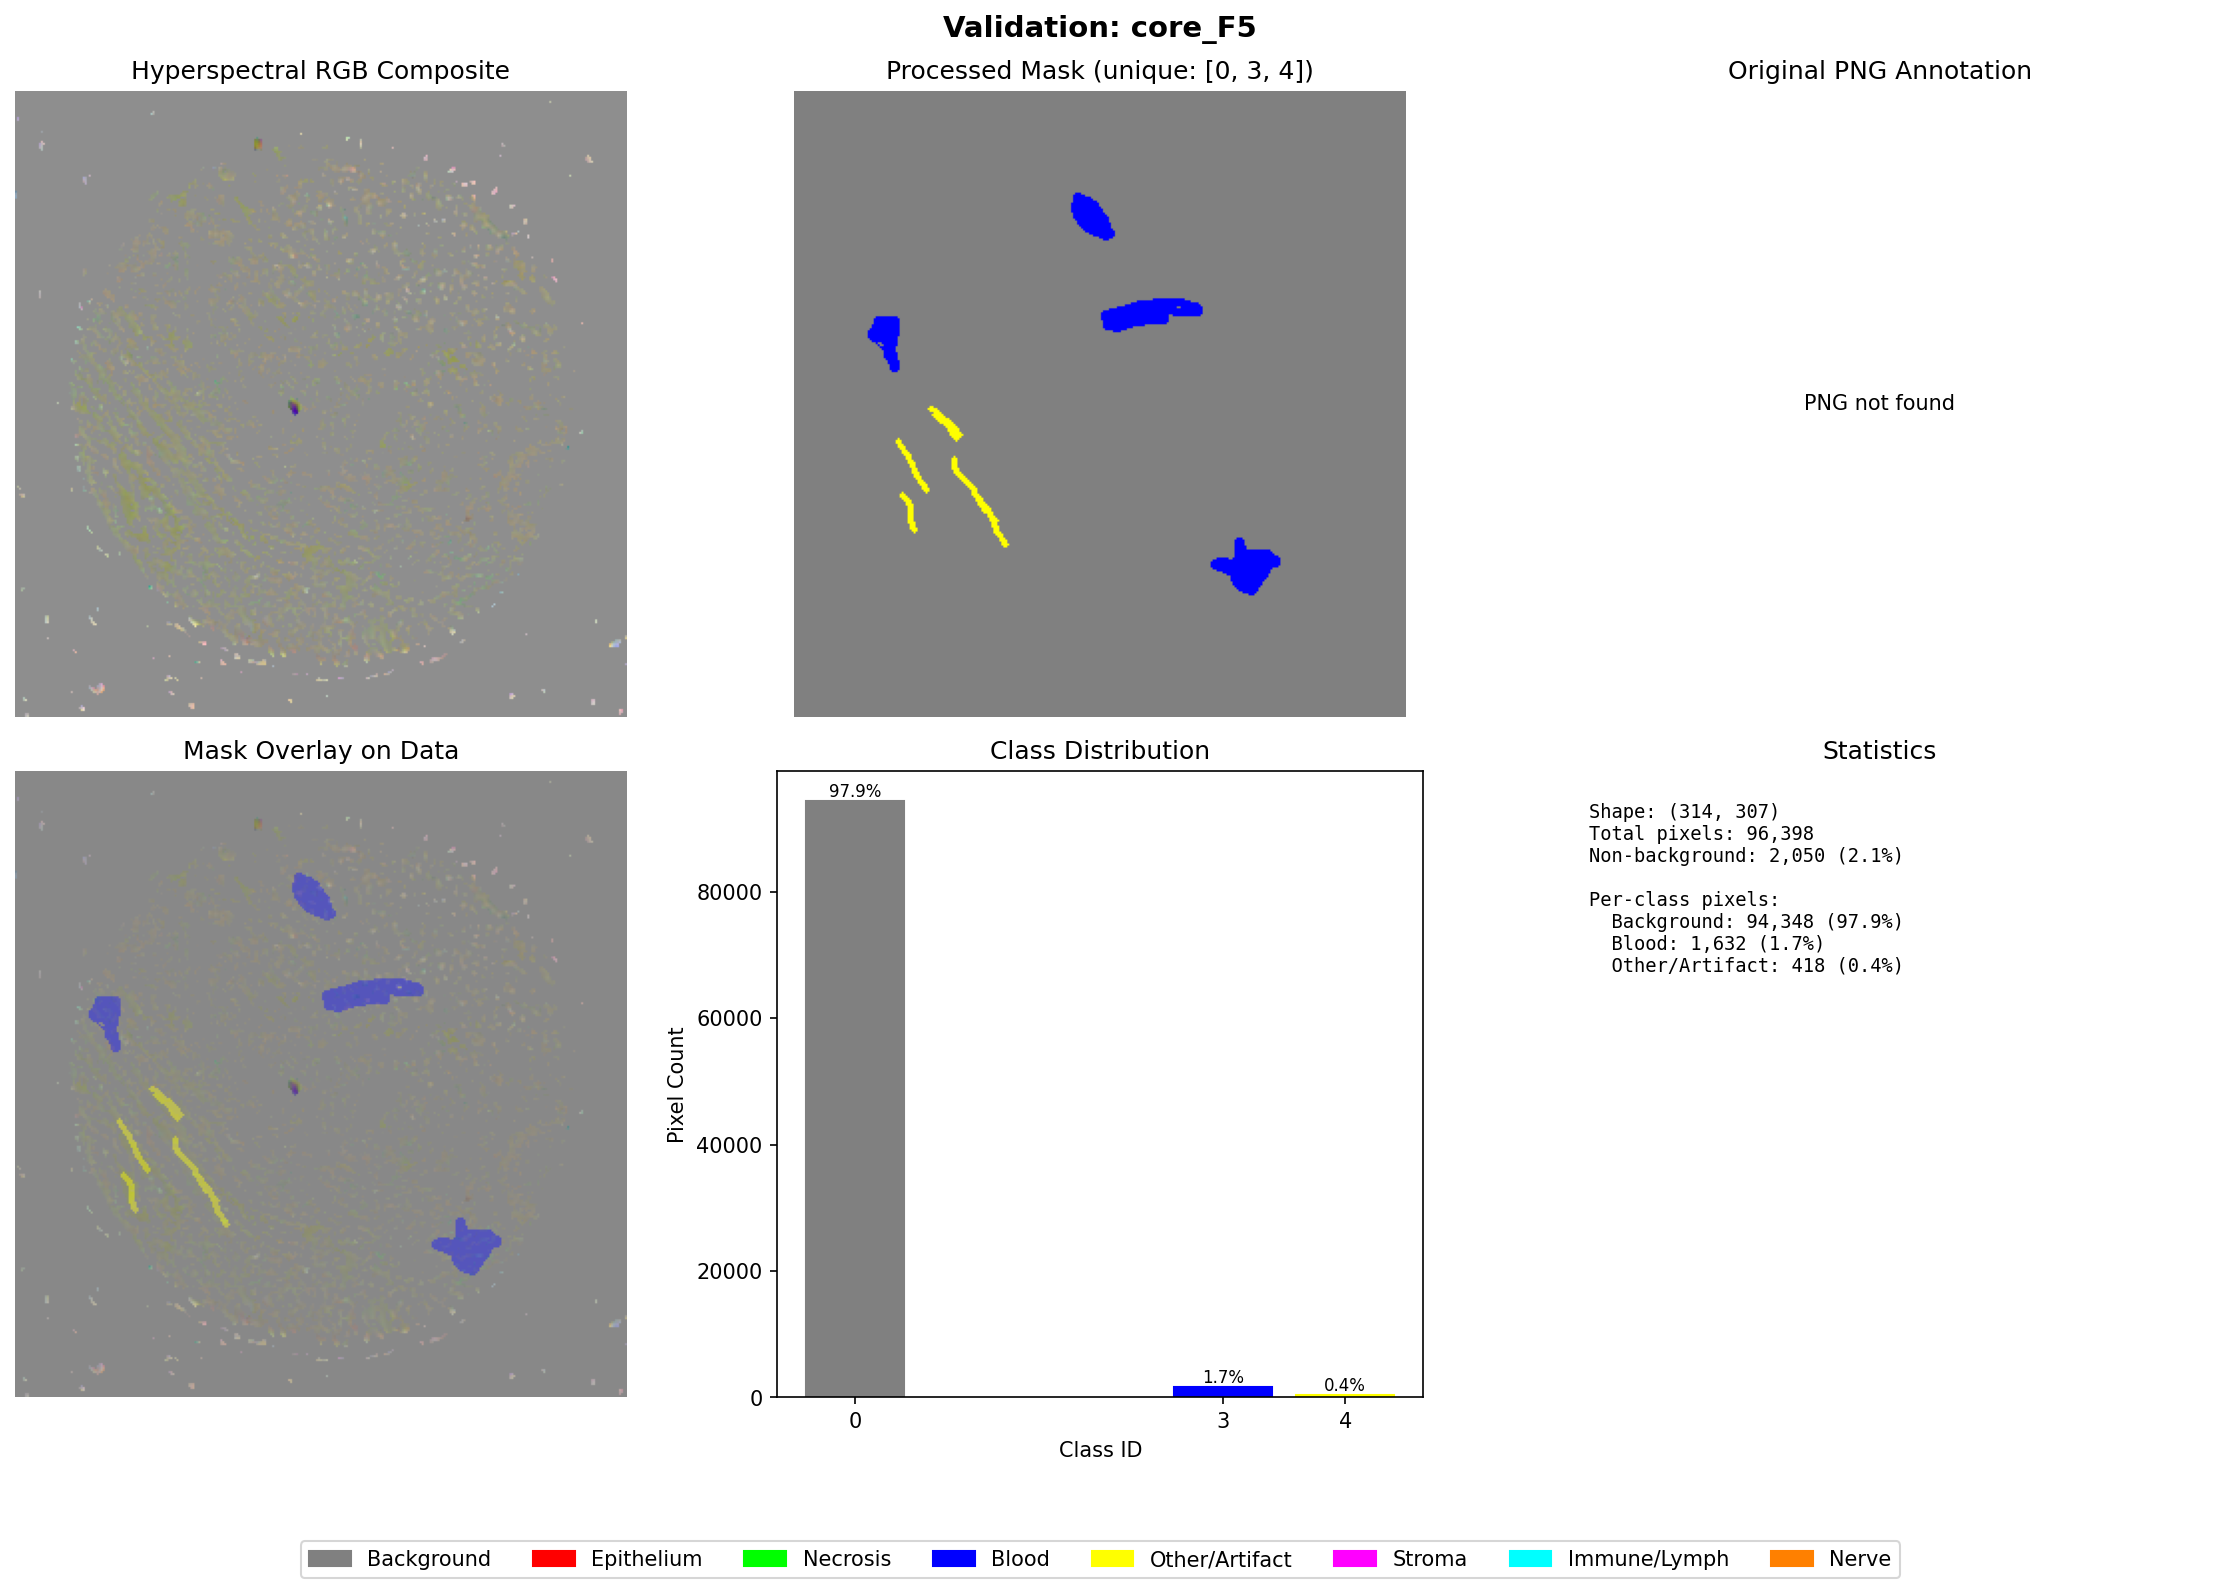 Validation: core_F5
Hyperspectral RGB Composite
Processed Mask (unique: [0, 3, 4])
Original PNG Annotation
PNG not found
Mask Overlay on Data
Class Distribution
97.9%
1.7%
0.4%
80000
60000
40000
20000
0
Pixel Count
0 3 4
Class ID
Statistics
Shape: (314, 307)
Total pixels: 96,398
Non-background: 2,050 (2.1%)
Per-class pixels:
Background: 94,348 (97.9%)
Blood: 1,632 (1.7%)
Other/Artifact: 418 (0.4%)
Background Epithelium Necrosis Blood Other/Artifact Stroma Immune/Lymph Nerve